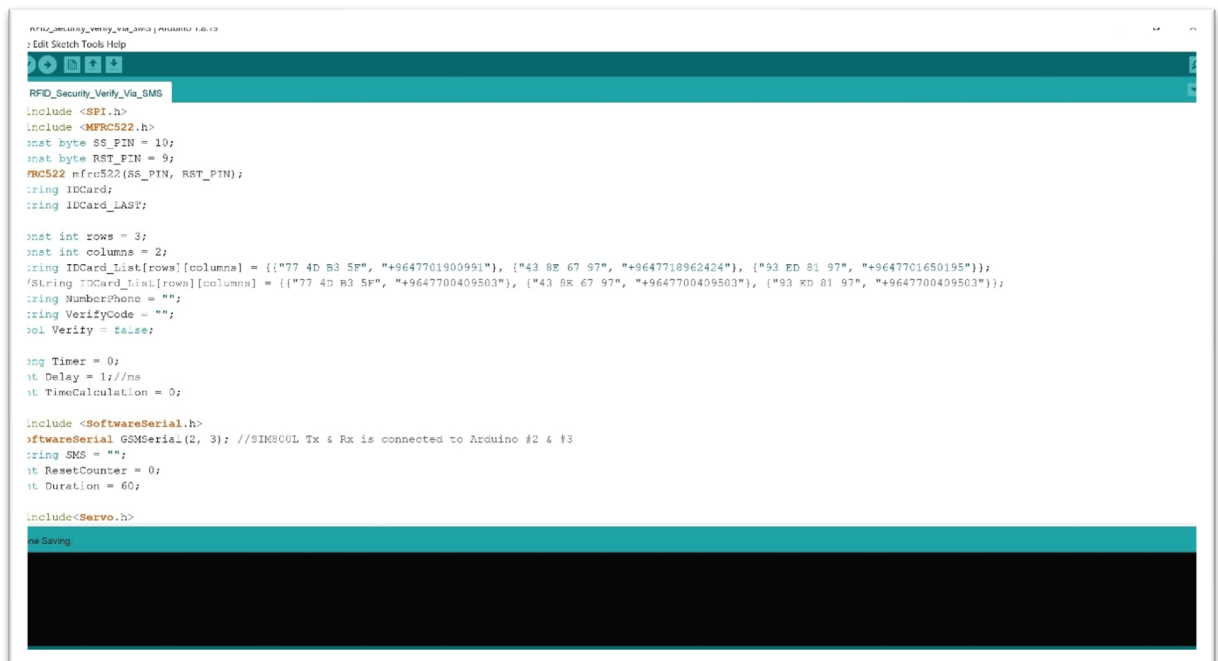 RFID_Security_Verify_Via_SMS | Arduino 1.8.19
e Edit Sketch Tools Help
RFID_Security_Verify_Via_SMS
include <SPI.h>
include <MFRC522.h>
onst byte SS_PIN = 10;
onst byte RST_PIN = 9;
FRC522 mfrc522(SS_PIN, RST_PIN);
tring IDCard;
tring IDCard_LAST;
onst int rows = 3;
onst int columns = 2;
tring IDCard_List[rows][columns] = {{"77 4D B3 5F", "+9647701900991"}, {"43 8E 67 97", "+9647718962424"}, {"93 ED 81 97", "+9647701650195"}};
/String IDCard_List[rows][columns] = {{"77 4D B3 5F", "+9647700409503"}, {"43 8E 67 97", "+9647700409503"}, {"93 ED 81 97", "+9647700409503"}};
tring NumberPhone = "";
tring VerifyCode = "";
ool Verify = false;
ong Timer = 0;
nt Delay = 1;//ms
nt TimeCalculation = 0;
include <SoftwareSerial.h>
oftwareSerial GSMSerial(2, 3); //SIM800L Tx & Rx is connected to Arduino #2 & #3
tring SMS = "";
nt ResetCounter = 0;
nt Duration = 60;
include<Servo.h>
ne Saving.